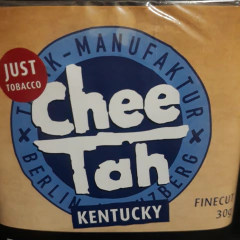 JUST
TOBACCO
-MANUFAKTUR
Chee
Tah
BERLIN
KENTUCKY
FINECUT
30g